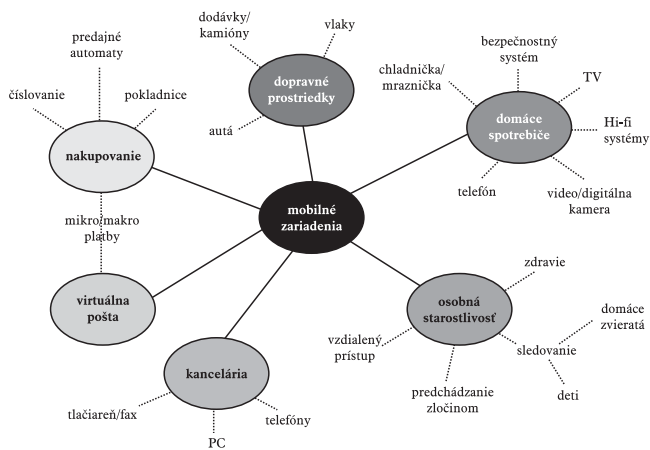 dodávky/
kamióny
vlaky
predajné
automaty
bezpečnostný
systém
chladnička/
mraznička
TV
číslovanie
pokladnice
dopravné
prostriedky
autá
domáce
spotrebiče
Hi-fi
systémy
nakupovanie
telefón
video/digitálna
kamera
mikro/makro
platby
mobilné
zariadenia
zdravie
virtuálna
pošta
osobná
starostlivosť
domáce
zvieratá
vzdialený
prístup
sledovanie
kancelária
predchádzanie
zločinom
deti
tlačiareň/fax
telefóny
PC